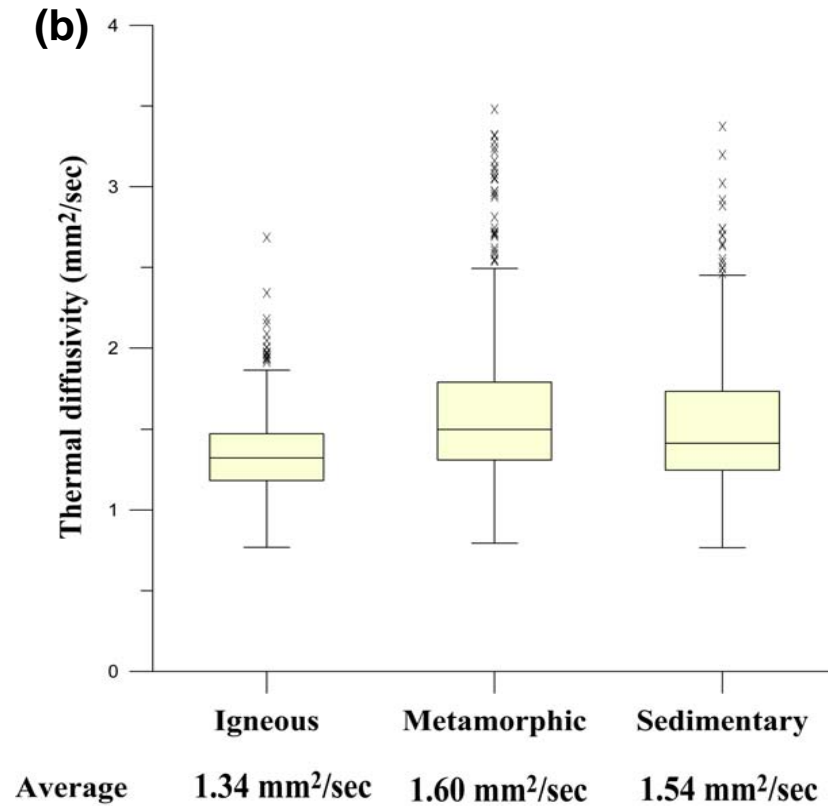 (b)
4
3
2
1
0
Thermal diffusivity (mm²/sec)
Igneous Metamorphic Sedimentary
Average 1.34 mm²/sec 1.60 mm²/sec 1.54 mm²/sec